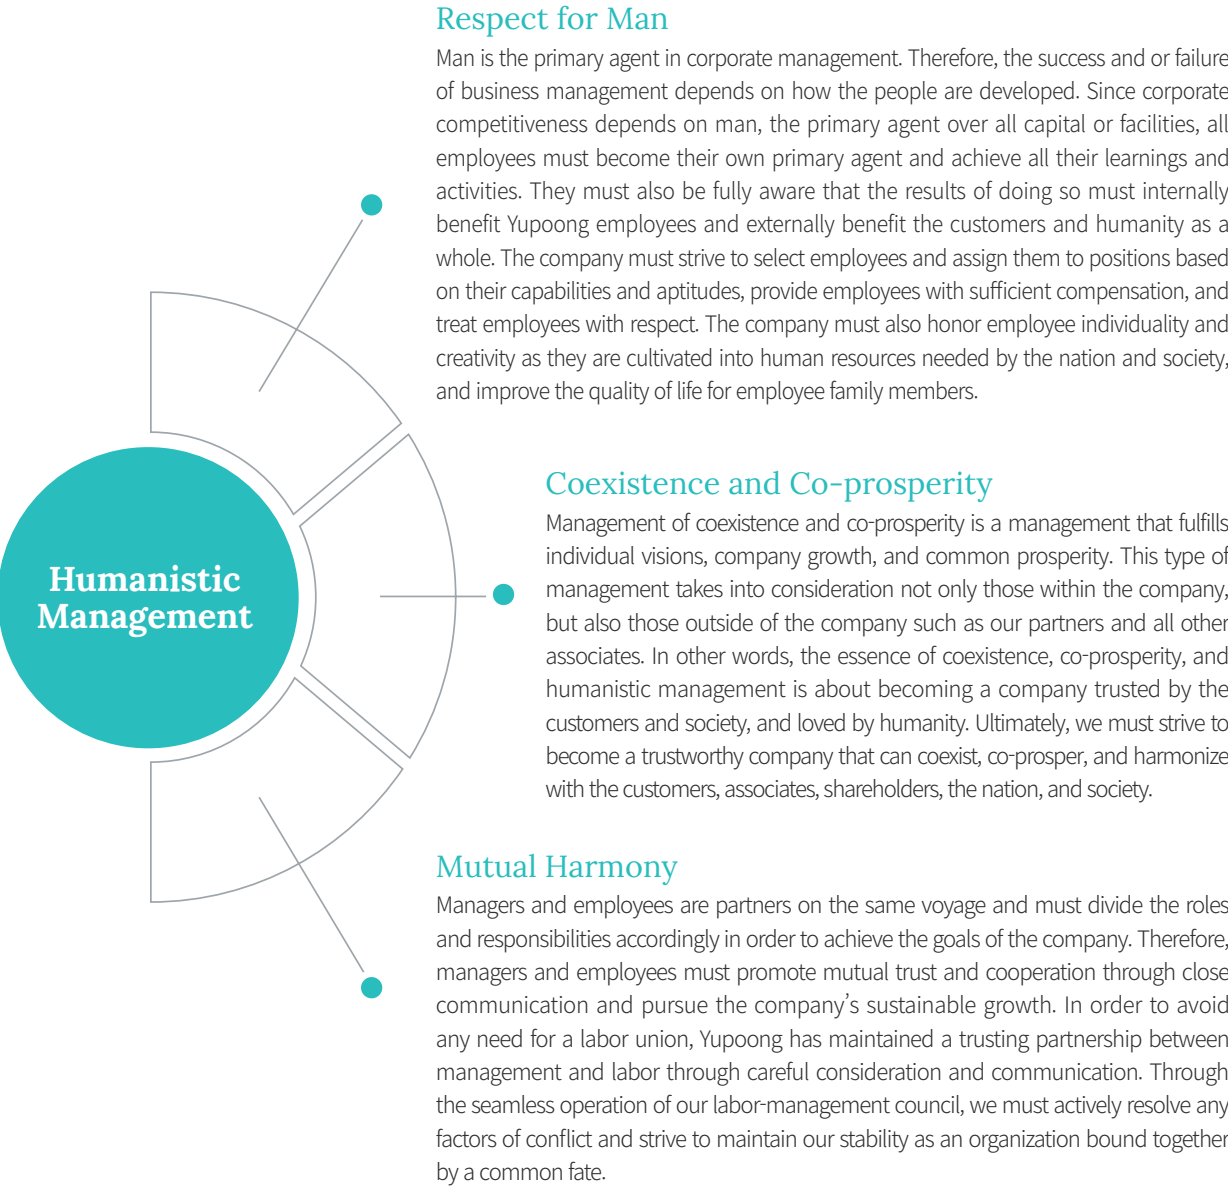 Respect for Man
Man is the primary agent in corporate management. Therefore, the success and or failure
of business management depends on how the people are developed. Since corporate
competitiveness depends on man, the primary agent over all capital or facilities, all
employees must become their own primary agent and achieve all their learnings and
activities. They must also be fully aware that the results of doing so must internally
benefit Yupoong employees and externally benefit the customers and humanity as a
whole. The company must strive to select employees and assign them to positions based
on their capabilities and aptitudes, provide employees with sufficient compensation, and
treat employees with respect. The company must also honor employee individuality and
creativity as they are cultivated into human resources needed by the nation and society,
and improve the quality of life for employee family members.
Humanistic
Management
Coexistence and Co-prosperity
Management of coexistence and co-prosperity is a management that fulfills
individual visions, company growth, and common prosperity. This type of
management takes into consideration not only those within the company,
but also those outside of the company such as our partners and all other
associates. In other words, the essence of coexistence, co-prosperity, and
humanistic management is about becoming a company trusted by the
customers and society, and loved by humanity. Ultimately, we must strive to
become a trustworthy company that can coexist, co-prosper, and harmonize
with the customers, associates, shareholders, the nation, and society.
Mutual Harmony
Managers and employees are partners on the same voyage and must divide the roles
and responsibilities accordingly in order to achieve the goals of the company. Therefore,
managers and employees must promote mutual trust and cooperation through close
communication and pursue the company's sustainable growth. In order to avoid
any need for a labor union, Yupoong has maintained a trusting partnership between
management and labor through careful consideration and communication. Through
the seamless operation of our labor-management council, we must actively resolve any
factors of conflict and strive to maintain our stability as an organization bound together
by a common fate.